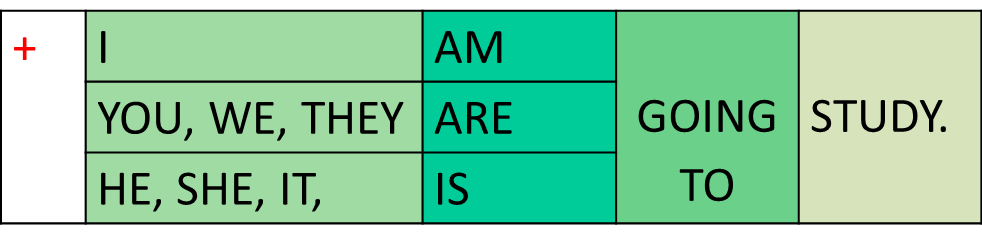 + I AM
YOU, WE, THEY ARE GOING STUDY.
HE, SHE, IT, IS TO